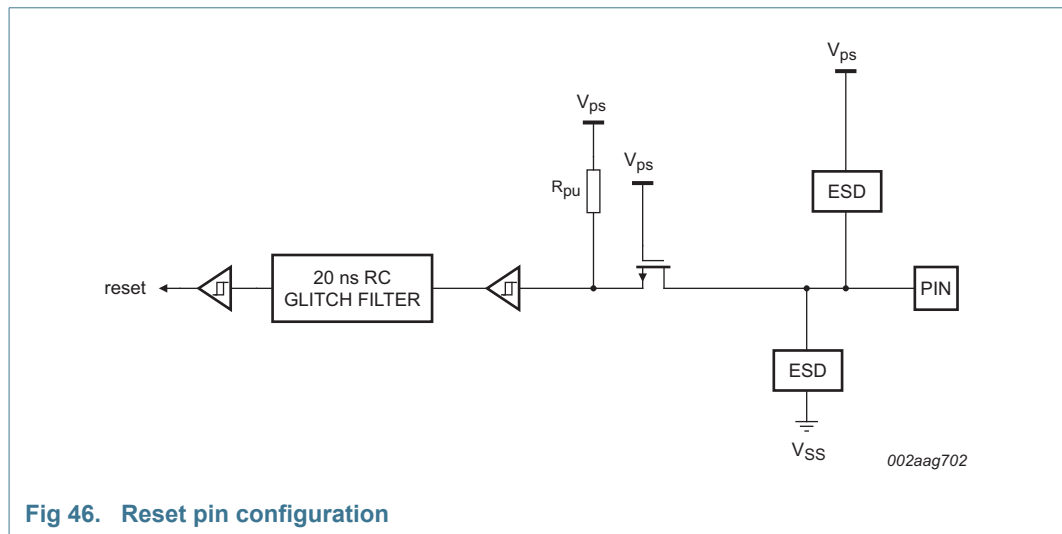 Vps
Vps
Vps
Rpu
ESD
reset
20 ns RC
GLITCH FILTER
PIN
ESD
VSS
002aag702
Fig 46. Reset pin configuration